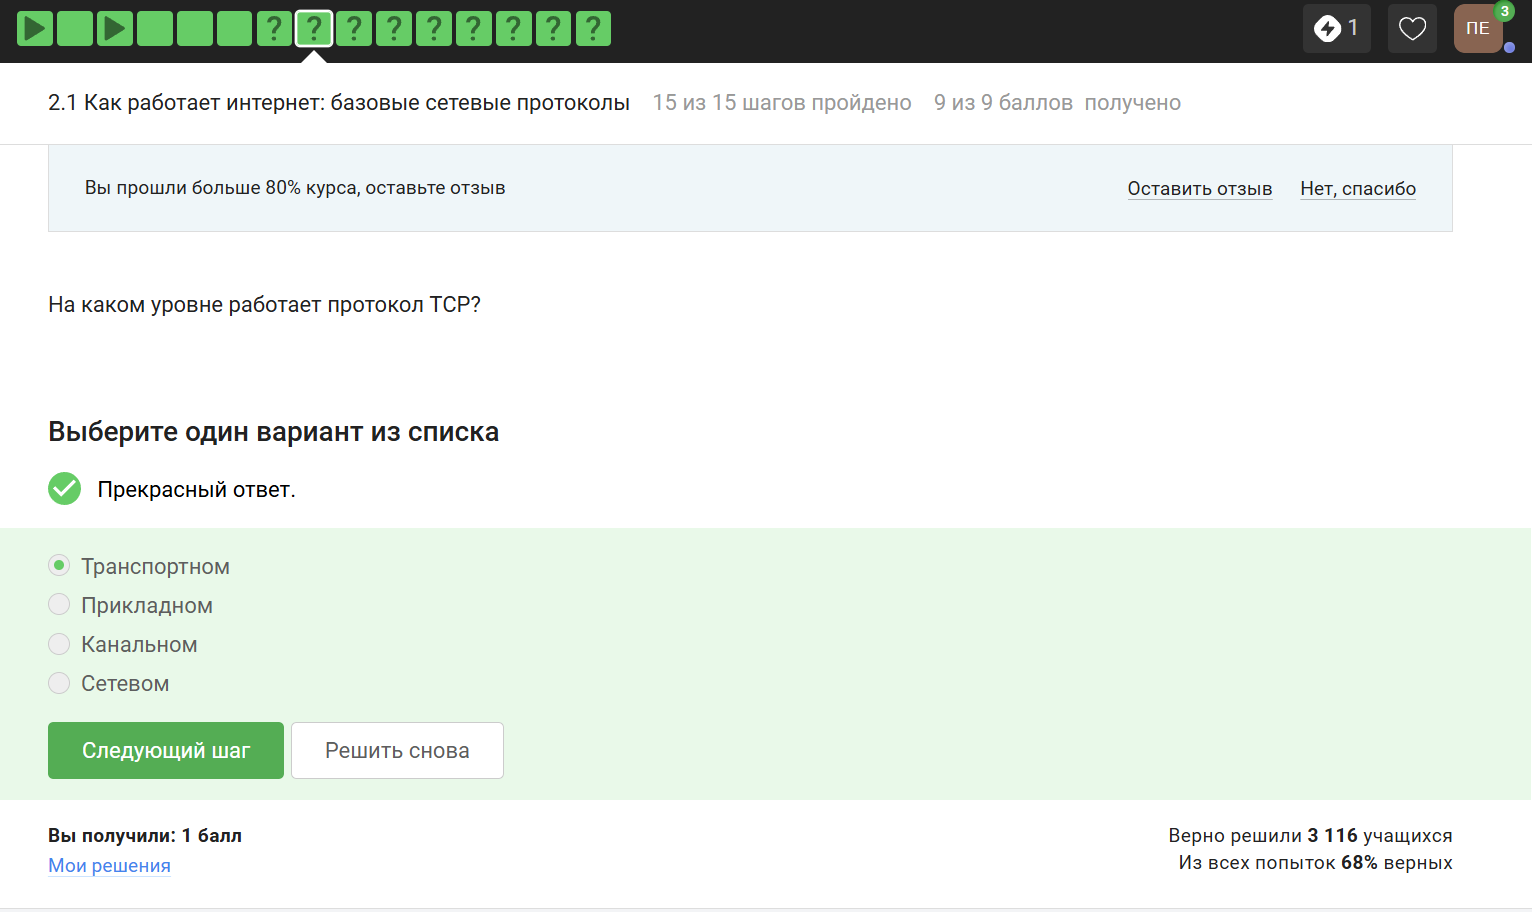 ? ? ? ? ? ? ? ? ?
1
ПЕ
3
2.1 Как работает интернет: базовые сетевые протоколы 15 из 15 шагов пройдено 9 из 9 баллов получено
Вы прошли больше 80% курса, оставьте отзыв
Оставить отзыв
Нет, спасибо
На каком уровне работает протокол TCP?
Выберите один вариант из списка
Прекрасный ответ.
Транспортном
Прикладном
Канальном
Сетевом
Следующий шаг
Решить снова
Вы получили: 1 балл
Мои решения
Верно решили 3 116 учащихся
Из всех попыток 68% верных